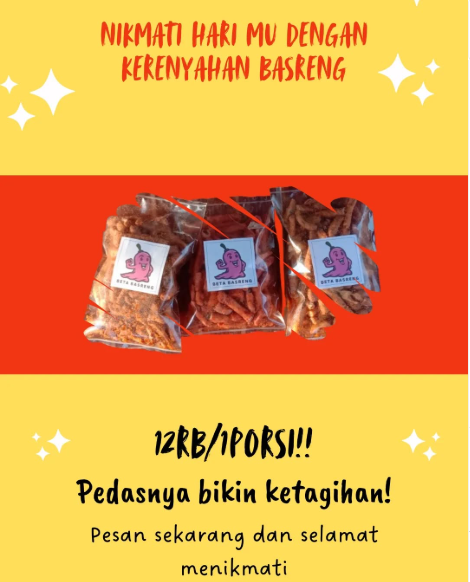 NIKMATI HARI MU DENGAN
KERENYAHAN BASRENG
BETA BASRENG
BETA BASRENG
BETA BASRENG
12RB/1PORSI!!
Pedasnya bikin ketagihan!
Pesan sekarang dan selamat
menikmati